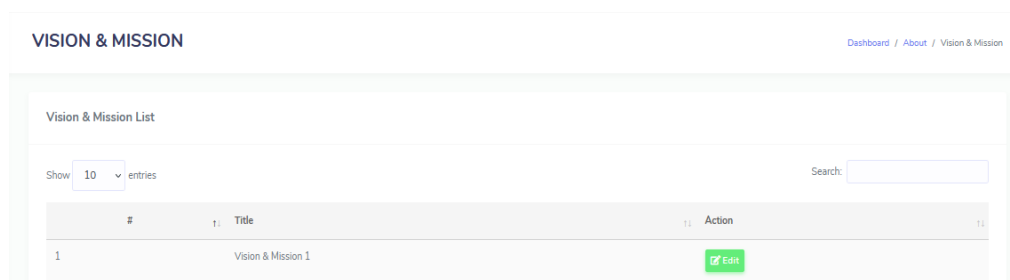 VISION & MISSION
Dashboard / About / Vision & Mission
Vision & Mission List
Show 10 entries
Search:
# Title Action
1 Vision & Mission 1 Edit